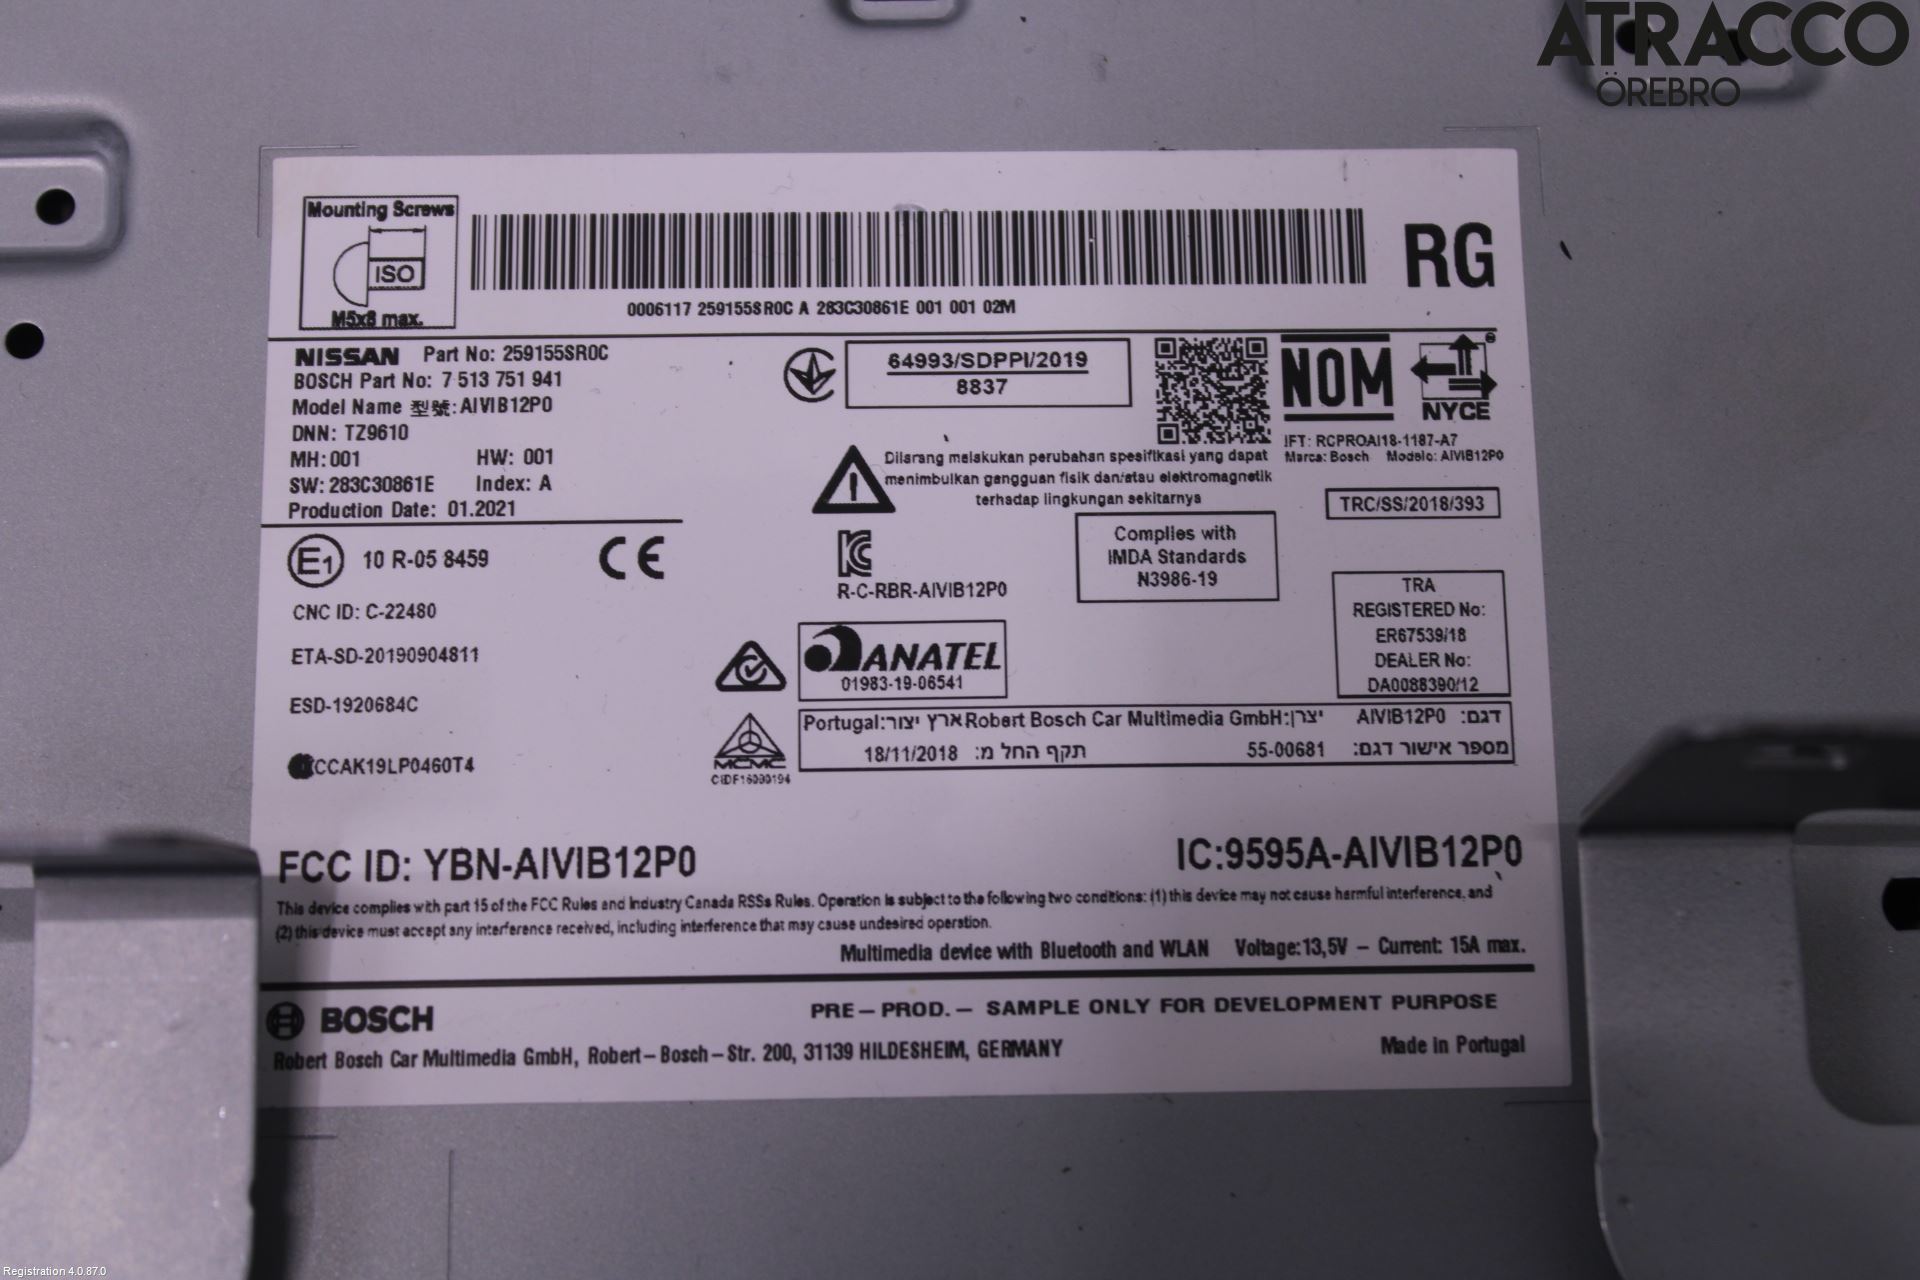 ATRACCO
ÖREBRO
Mounting Screws
ISO
M5x8 max.
0006117 259155SR0C A 283C30861E 001 001 02M
RG
NISSAN Part No: 259155SR0C
BOSCH Part No: 7 513 751 941
Model Name 型號: AIVIB12P0
DNN: TZ9610
MH: 001 HW: 001
SW: 283C30861E Index: A
Production Date: 01.2021
64993/SDPPI/2019
8837
NOM
NYCE
IFT: RCPROAI18-1187-A7
Marca: Bosch Modelo: AIVIB12P0
Dilarang melakukan perubahan spesifikasi yang dapat
menimbulkan gangguan fisik dan/atau elektromagnetik
terhadap lingkungan sekitarnya
TRC/SS/2018/393
E1 10 R-05 8459 CE
R-C-RBR-AIVIB12P0
Complies with
IMDA Standards
N3986-19
TRA
REGISTERED No:
ER67539/18
DEALER No:
DA0088390/12
CNC ID: C-22480
ETA-SD-20190904811
ESD-1920684C
CCAK19LP0460T4
ANATEL
01983-19-06541
MCMC
CIDF16000194
דגם: AIVIB12P0 יצרן: Robert Bosch Car Multimedia GmbH ארץ יצור: Portugal
מספר אישור דגם: 55-00681 תקף החל מ: 18/11/2018
FCC ID: YBN-AIVIB12P0 IC:9595A-AIVIB12P0
This device complies with part 15 of the FCC Rules and Industry Canada RSSs Rules. Operation is subject to the following two conditions: (1) this device may not cause harmful interference, and
(2) this device must accept any interference received, including interference that may cause undesired operation.
Multimedia device with Bluetooth and WLAN Voltage: 13,5V – Current: 15A max.
BOSCH
PRE – PROD. – SAMPLE ONLY FOR DEVELOPMENT PURPOSE
Robert Bosch Car Multimedia GmbH, Robert–Bosch–Str. 200, 31139 HILDESHEIM, GERMANY
Made in Portugal
Registration 4.0.87.0